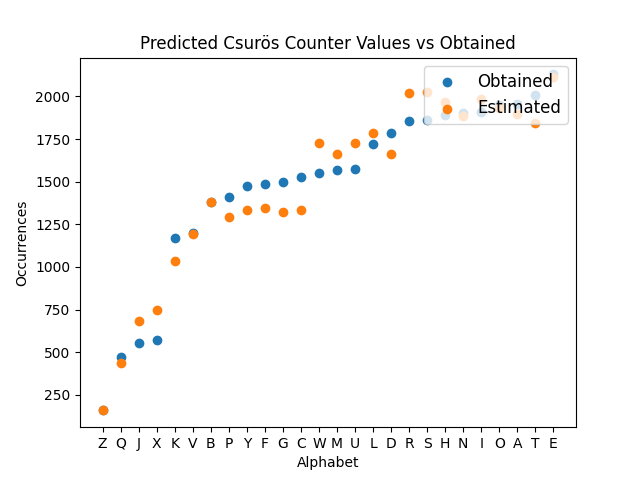 Predicted Csurös Counter Values vs Obtained
Obtained
Estimated
Occurrences
2000
1750
1500
1250
1000
750
500
250
Z Q J X K V B P Y F G C W M U L D R S H N I O A T E
Alphabet